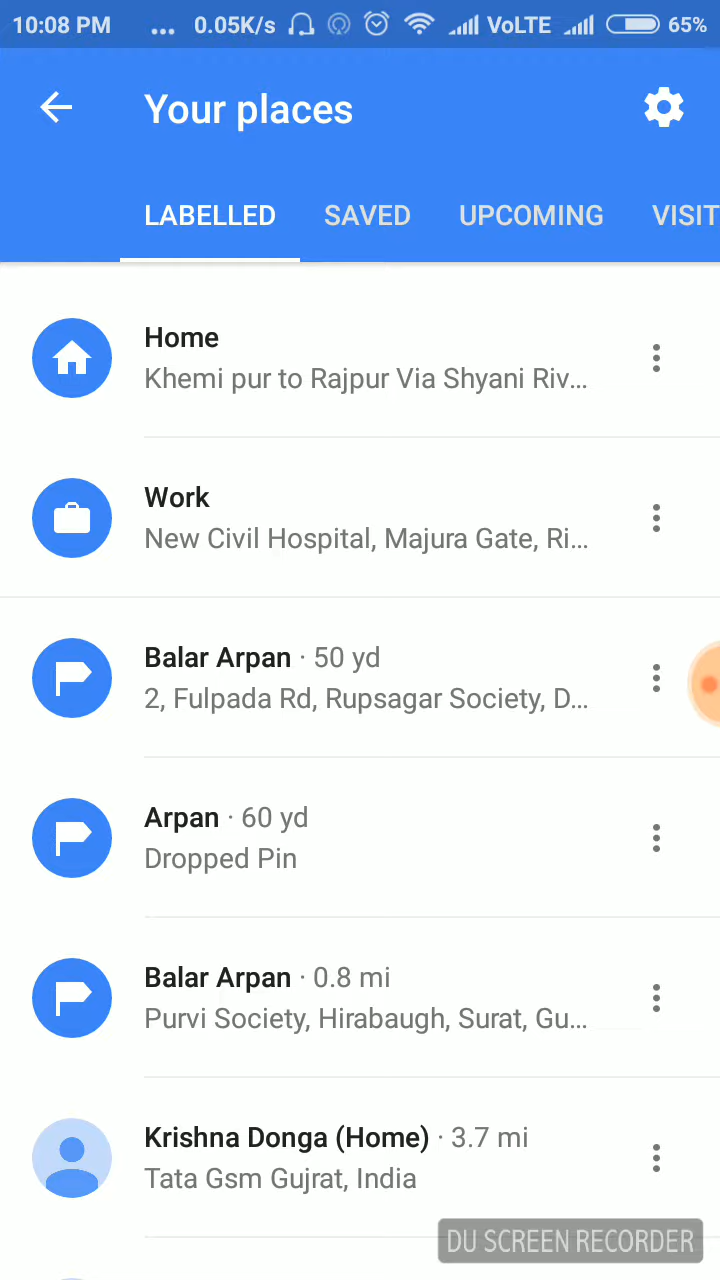 10:08 PM ... 0.05K/s VoLTE 65%
Your places
LABELLED SAVED UPCOMING VISIT
Home
Khemi pur to Rajpur Via Shyani Riv...
Work
New Civil Hospital, Majura Gate, Ri...
Balar Arpan · 50 yd
2, Fulpada Rd, Rupsagar Society, D...
Arpan · 60 yd
Dropped Pin
Balar Arpan · 0.8 mi
Purvi Society, Hirabaugh, Surat, Gu...
Krishna Donga (Home) · 3.7 mi
Tata Gsm Gujrat, India
DU SCREEN RECORDER